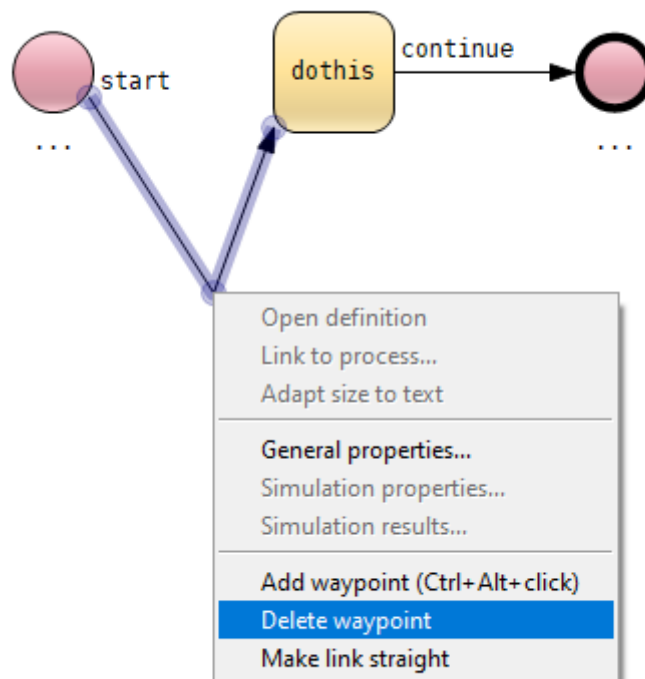 start
dothis
continue
...
...
Open definition
Link to process...
Adapt size to text
General properties...
Simulation properties...
Simulation results...
Add waypoint (Ctrl+Alt+click)
Delete waypoint
Make link straight